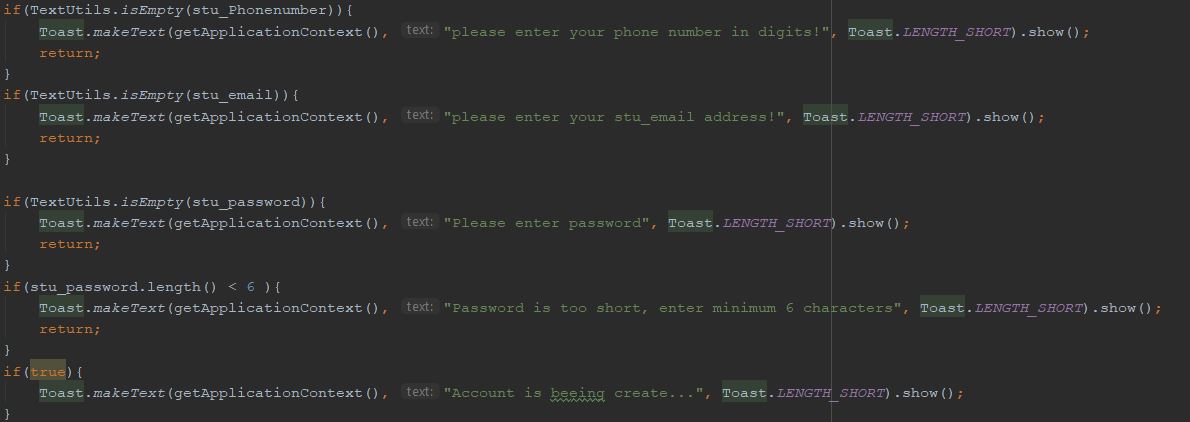 if(TextUtils.isEmpty(stu_Phonenumber)){
Toast.makeText(getApplicationContext(), text: "please enter your phone number in digits!", Toast.LENGTH_SHORT).show();
return;
}
if(TextUtils.isEmpty(stu_email)){
Toast.makeText(getApplicationContext(), text: "please enter your stu_email address!", Toast.LENGTH_SHORT).show();
return;
}
if(TextUtils.isEmpty(stu_password)){
Toast.makeText(getApplicationContext(), text: "Please enter password", Toast.LENGTH_SHORT).show();
return;
}
if(stu_password.length() < 6 ){
Toast.makeText(getApplicationContext(), text: "Password is too short, enter minimum 6 characters", Toast.LENGTH_SHORT).show();
return;
}
if(true){
Toast.makeText(getApplicationContext(), text: "Account is beeing create...", Toast.LENGTH_SHORT).show();
}